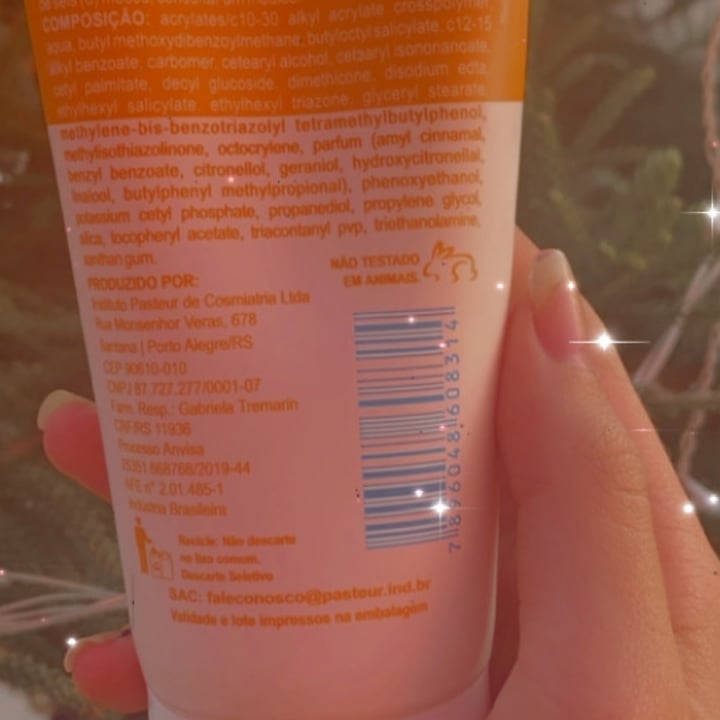 COMPOSIÇÃO: acrylates/c10-30 alkyl acrylate crosspolymer,
aqua, butyl methoxydibenzoylmethane, butyloctyl salicylate, c12-15
alkyl benzoate, carbomer, cetearyl alcohol, cetearyl isononanoate,
cetyl palmitate, decyl glucoside, dimethicone, disodium edta,
ethylhexyl salicylate, ethylhexyl triazone, glyceryl stearate,
methylene-bis-benzotriazolyl tetramethylbutylphenol,
methylisothiazolinone, octocrylene, parfum (amyl cinnamal,
benzyl benzoate, citronellol, geraniol, hydroxycitronellal,
linalool, butylphenyl methylpropional), phenoxyethanol,
potassium cetyl phosphate, propanediol, propylene glycol,
silica, tocopheryl acetate, triacontanyl pvp, triethanolamine,
xanthan gum.
NÃO TESTADO
EM ANIMAIS.
PRODUZIDO POR:
Instituto Pasteur de Cosmiatria Ltda
Rua Monsenhor Veras, 678
Santana | Porto Alegre/RS
CEP 90610-010
CNPJ 87.727.277/0001-07
Farm. Resp.: Gabriela Tremarin
CRF/RS 11936
Processo Anvisa
25351.668768/2019-44
AFE n° 2.01.485-1
Indústria Brasileira
78960481608314
Recicle: Não descarte
no lixo comum.
Descarte Seletivo
SAC: faleconosco@pasteur.ind.br
Validade e lote impressos na embalagem